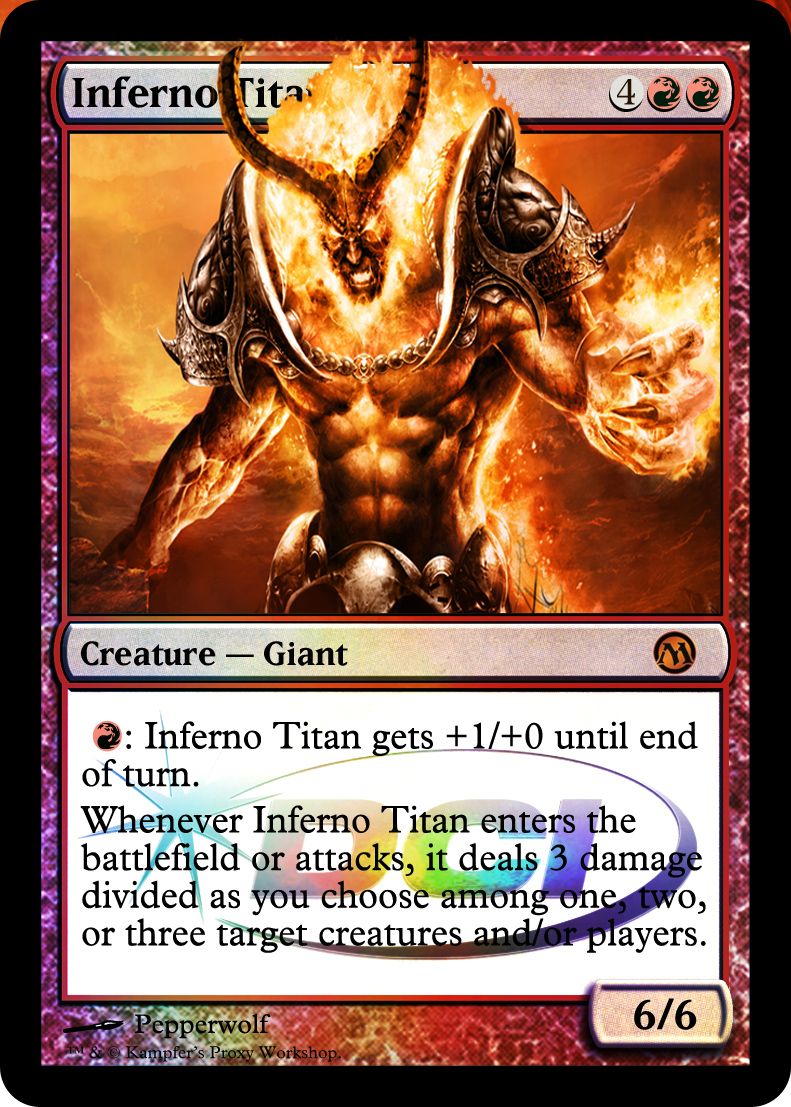 Inferno Tita
4
Creature — Giant
M
: Inferno Titan gets +1/+0 until end
of turn.
Whenever Inferno Titan enters the
battlefield or attacks, it deals 3 damage
divided as you choose among one, two,
or three target creatures and/or players.
DCI
6/6
Pepperwolf
™ & © Kampfer's Proxy Workshop.